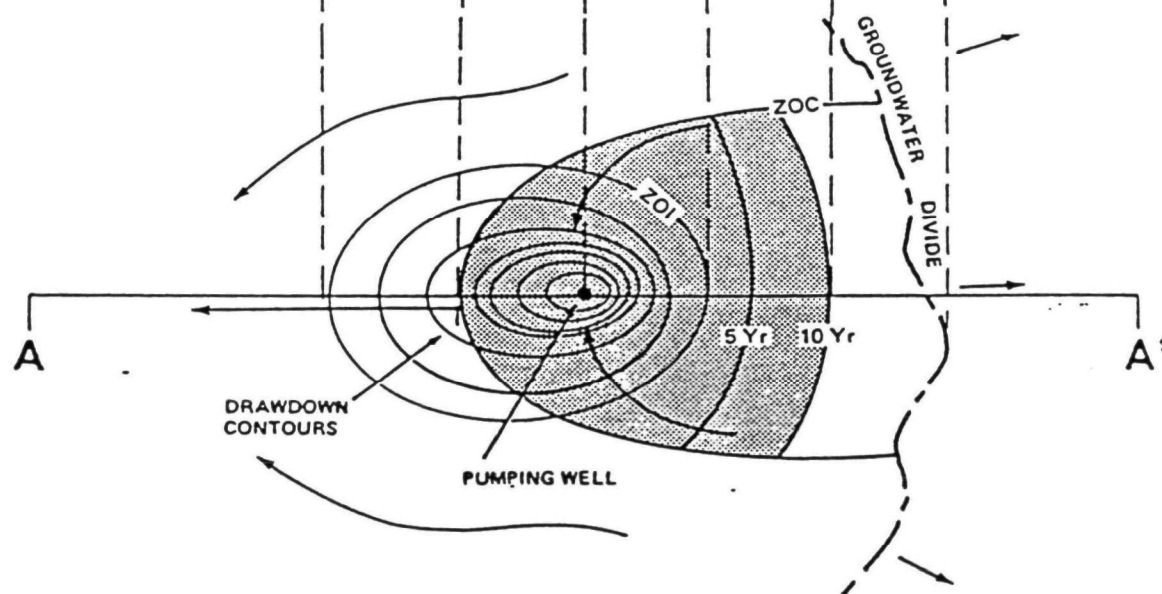 GROUNDWATER
DIVIDE
ZOC
ZOI
5 Yr
10 Yr
A
A'
DRAWDOWN
CONTOURS
PUMPING WELL